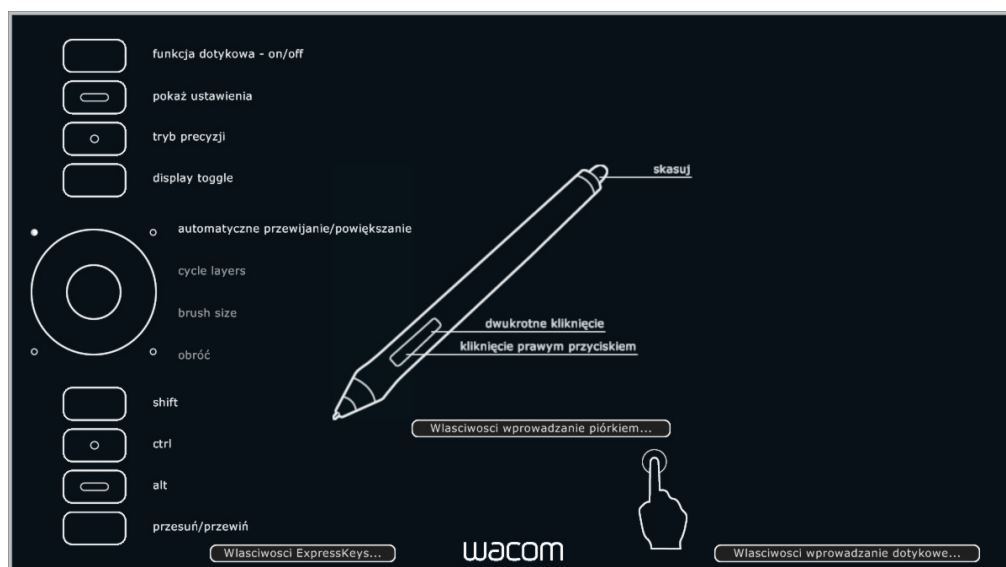 funkcja dotykowa - on/off
pokaż ustawienia
tryb precyzji
display toggle
skasuj
automatyczne przewijanie/powiększanie
cycle layers
brush size
obróć
dwukrotne kliknięcie
kliknięcie prawym przyciskiem
shift
ctrl
alt
przesuń/przewiń
Wlasciwosci wprowadzanie piórkiem...
Wlasciwosci ExpressKeys...
wacom
Wlasciwosci wprowadzanie dotykowe...